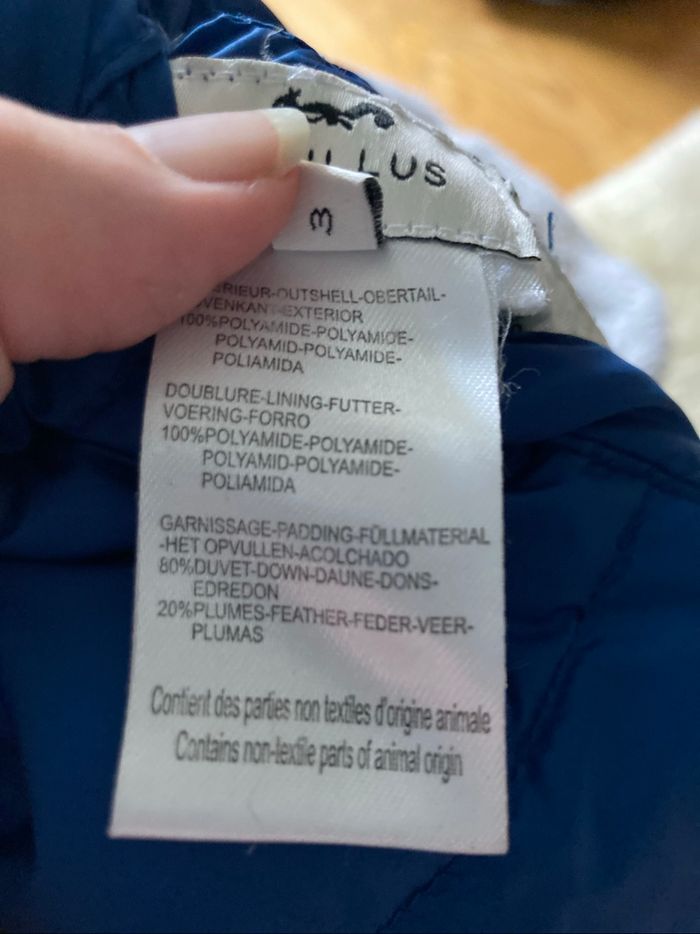 LUS
3
RIEUR-OUTSHELL-OBERTAIL-
VENKANT-EXTERIOR
100%POLYAMIDE-POLYAMIDE-
POLYAMID-POLYAMIDE-
POLIAMIDA
DOUBLURE-LINING-FUTTER-
VOERING-FORRO
100%POLYAMIDE-POLYAMIDE-
POLYAMID-POLYAMIDE-
POLIAMIDA
GARNISSAGE-PADDING-FÜLLMATERIAL
-HET OPVULLEN-ACOLCHADO
80%DUVET-DOWN-DAUNE-DONS-
EDREDON
20%PLUMES-FEATHER-FEDER-VEER-
PLUMAS
Contient des parties non textiles d'origine animale
Contains non-textile parts of animal origin